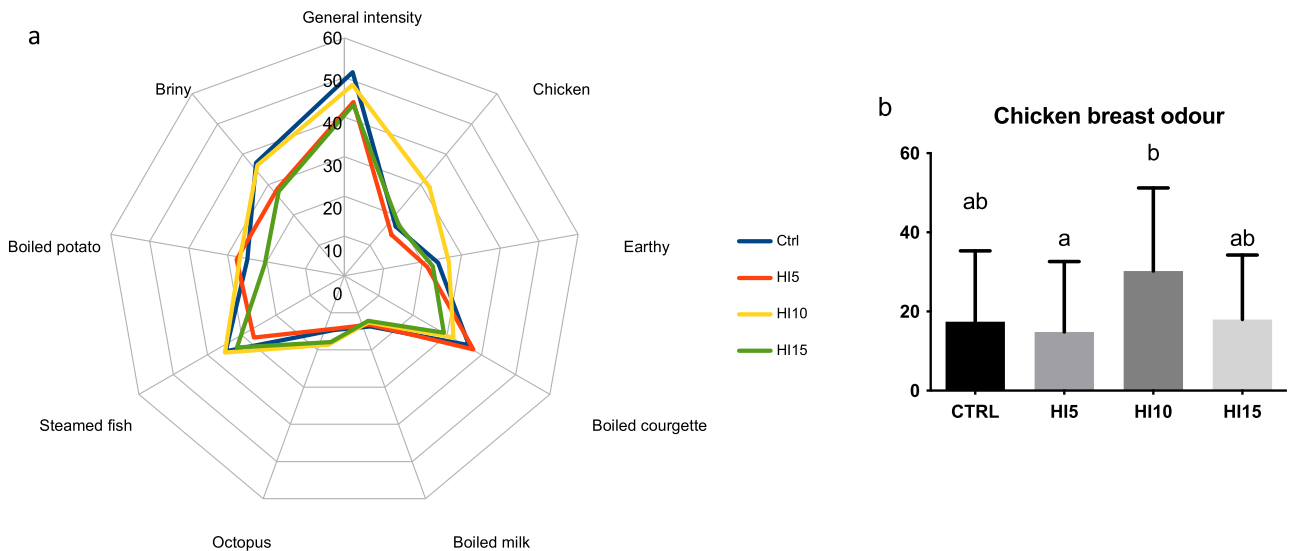 a
General intensity
60
50
40
30
20
10
0
Briny
Chicken
Boiled potato
Earthy
Steamed fish
Boiled courgette
Octopus
Boiled milk
Ctrl
HI5
HI10
HI15
b
Chicken breast odour
60
40
20
0
ab
a
b
ab
CTRL
HI5
HI10
HI15